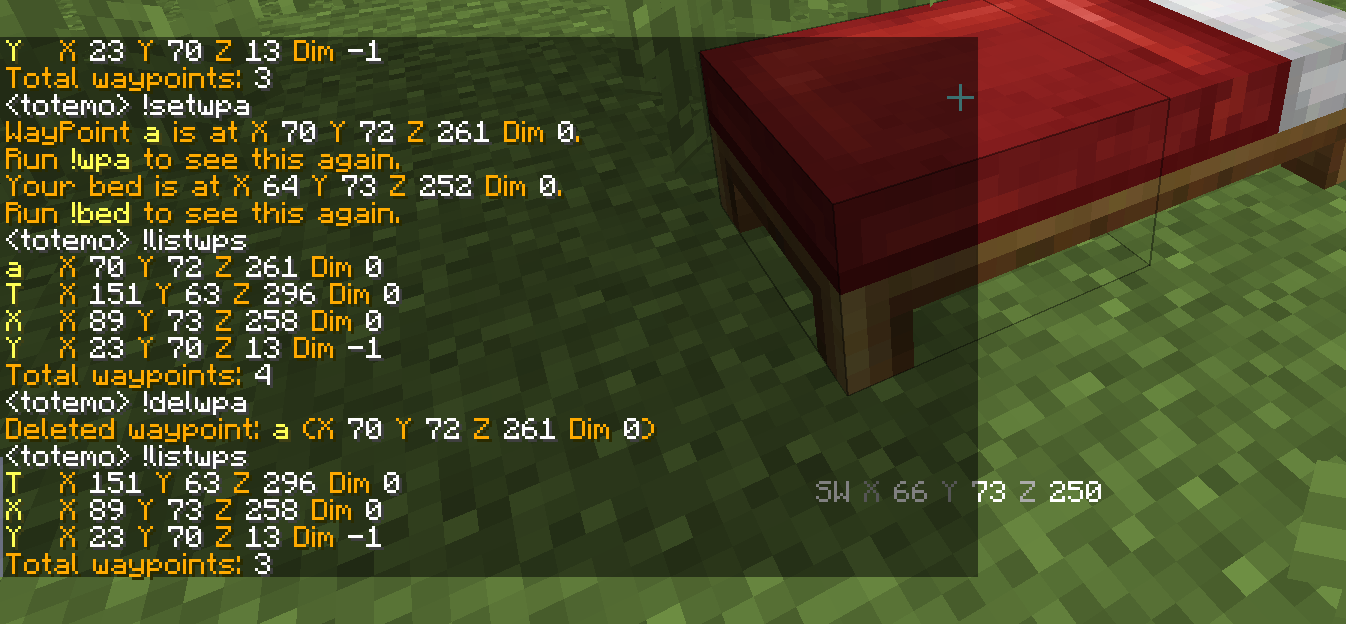 Y X 23 Y 70 Z 13 Dim -1
Total waypoints: 3
<totemo> !setwpa
WayPoint a is at X 70 Y 72 Z 261 Dim 0.
Run !wpa to see this again.
Your bed is at X 64 Y 73 Z 252 Dim 0.
Run !bed to see this again.
<totemo> !listwps
a X 70 Y 72 Z 261 Dim 0
T X 151 Y 63 Z 296 Dim 0
X X 89 Y 73 Z 258 Dim 0
Y X 23 Y 70 Z 13 Dim -1
Total waypoints: 4
<totemo> !delwpa
Deleted waypoint: a (X 70 Y 72 Z 261 Dim 0)
<totemo> !listwps
T X 151 Y 63 Z 296 Dim 0
SW X 66 Y 73 Z 250
X X 89 Y 73 Z 258 Dim 0
Y X 23 Y 70 Z 13 Dim -1
Total waypoints: 3